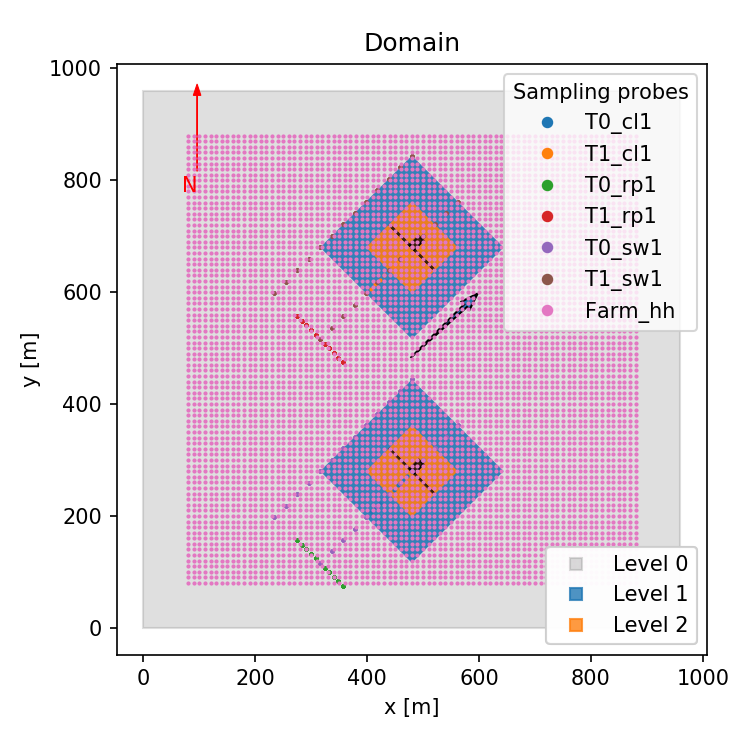 Domain
1000
800
600
400
200
0
y [m]
N
Sampling probes
T0_cl1
T1_cl1
T0_rp1
T1_rp1
T0_sw1
T1_sw1
Farm_hh
Level 0
Level 1
Level 2
0 200 400 600 800 1000
x [m]